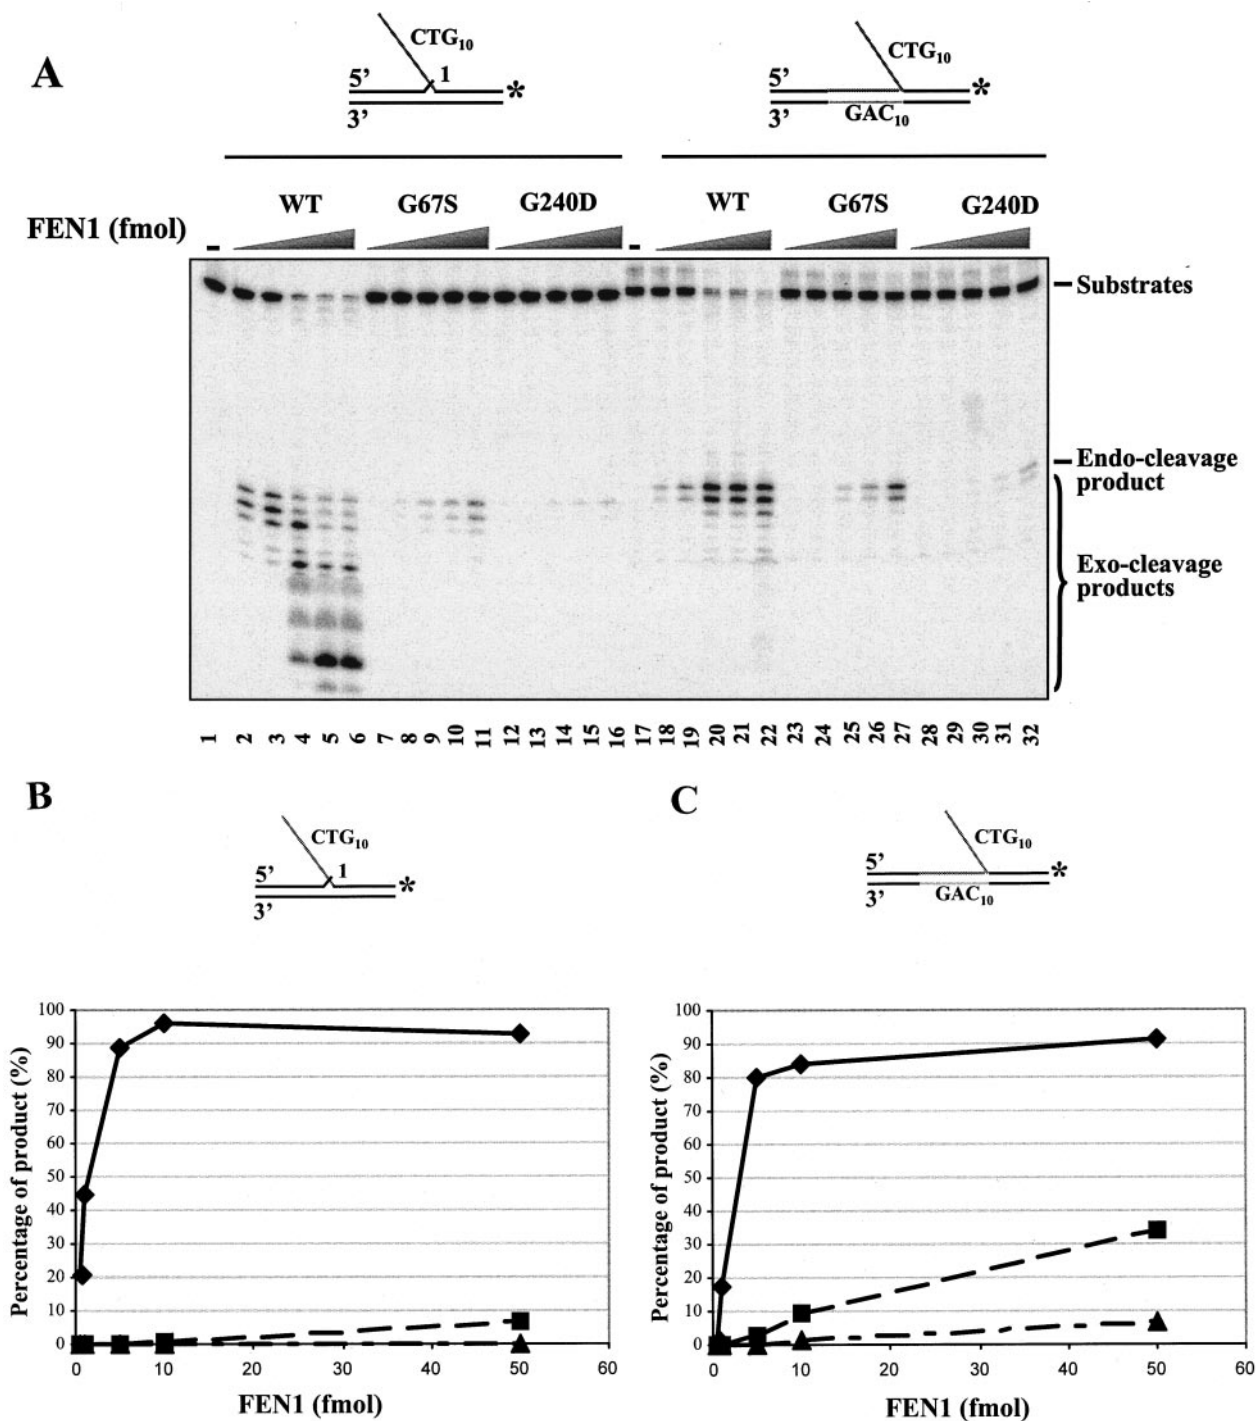 A
CTG10
1
5’
*
3’
CTG10
5’
*
3’
GAC10
WT
G67S
G240D
WT
G67S
G240D
FEN1 (fmol)
-
-
Substrates
Endo-cleavage
product
Exo-cleavage
products
1 2 3 4 5 6 7 8 9 10 11 12 13 14 15 16 17 18 19 20 21 22 23 24 25 26 27 28 29 30 31 32
B
CTG10
1
5’
*
3’
Percentage of product (%)
100
90
80
70
60
50
40
30
20
10
0
0 10 20 30 40 50 60
FEN1 (fmol)
C
CTG10
5’
*
3’
GAC10
Percentage of product (%)
100
90
80
70
60
50
40
30
20
10
0
0 10 20 30 40 50 60
FEN1 (fmol)